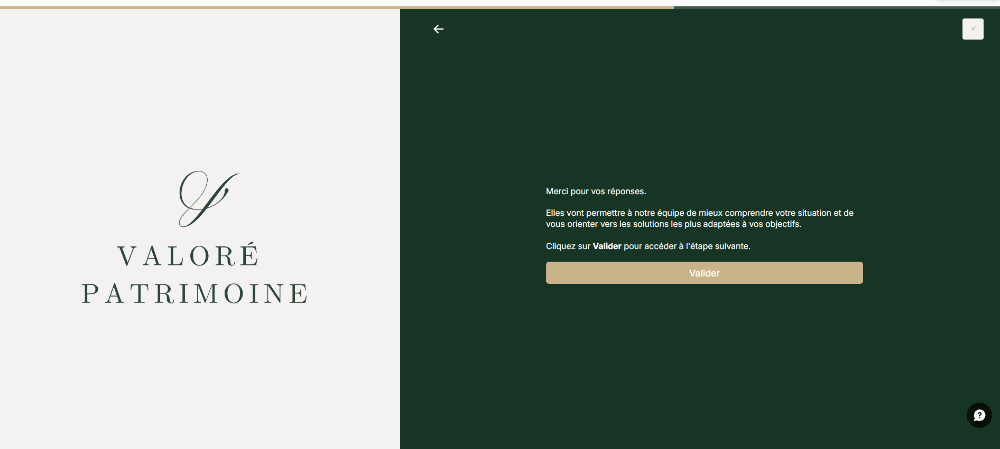 VALORÉ
PATRIMOINE
Merci pour vos réponses.
Elles vont permettre à notre équipe de mieux comprendre votre situation et de
vous orienter vers les solutions les plus adaptées à vos objectifs.
Cliquez sur Valider pour accéder à l'étape suivante.
Valider